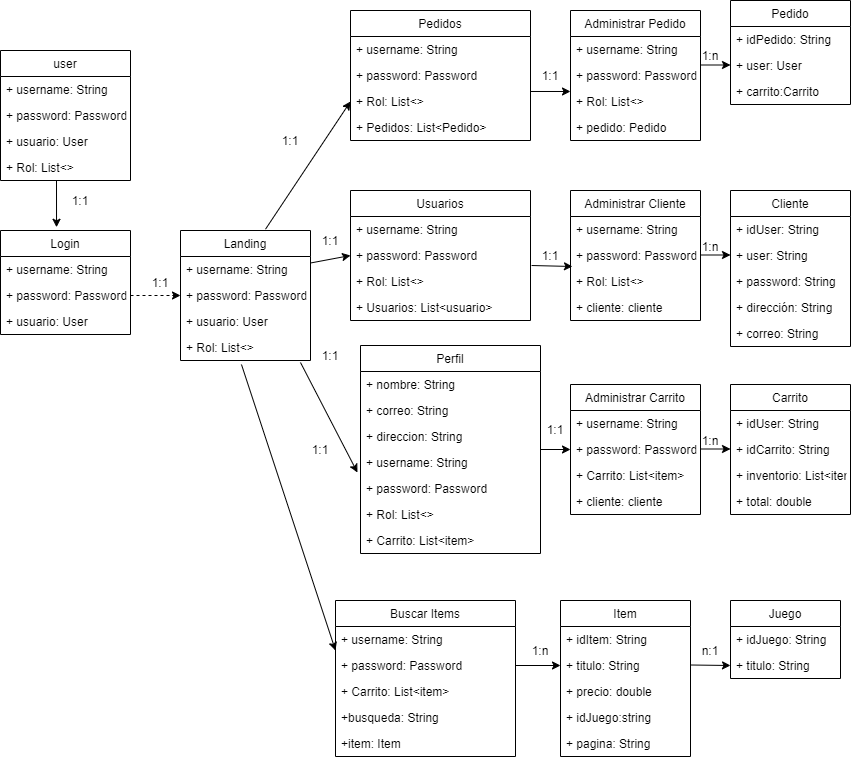 user
+ username: String
+ password: Password
+ usuario: User
+ Rol: List<>
1:1
Login
+ username: String
+ password: Password
+ usuario: User
1:1
Landing
+ username: String
+ password: Password
+ usuario: User
+ Rol: List<>
1:1
Pedidos
+ username: String
+ password: Password
+ Rol: List<>
+ Pedidos: List<Pedido>
1:1
Administrar Pedido
+ username: String
+ password: Password
+ Rol: List<>
+ pedido: Pedido
1:n
Pedido
+ idPedido: String
+ user: User
+ carrito:Carrito
1:1
Usuarios
+ username: String
+ password: Password
+ Rol: List<>
+ Usuarios: List<usuario>
1:1
Administrar Cliente
+ username: String
+ password: Password
+ Rol: List<>
+ cliente: cliente
1:n
Cliente
+ idUser: String
+ user: String
+ password: String
+ dirección: String
+ correo: String
1:1
1:1
Perfil
+ nombre: String
+ correo: String
+ direccion: String
+ username: String
+ password: Password
+ Rol: List<>
+ Carrito: List<item>
1:1
Administrar Carrito
+ username: String
+ password: Password
+ Carrito: List<item>
+ cliente: cliente
1:n
Carrito
+ idUser: String
+ idCarrito: String
+ inventorio: List<iter
+ total: double
Buscar Items
+ username: String
+ password: Password
+ Carrito: List<item>
+busqueda: String
+item: Item
1:n
Item
+ idItem: String
+ titulo: String
+ precio: double
+ idJuego:string
+ pagina: String
n:1
Juego
+ idJuego: String
+ titulo: String